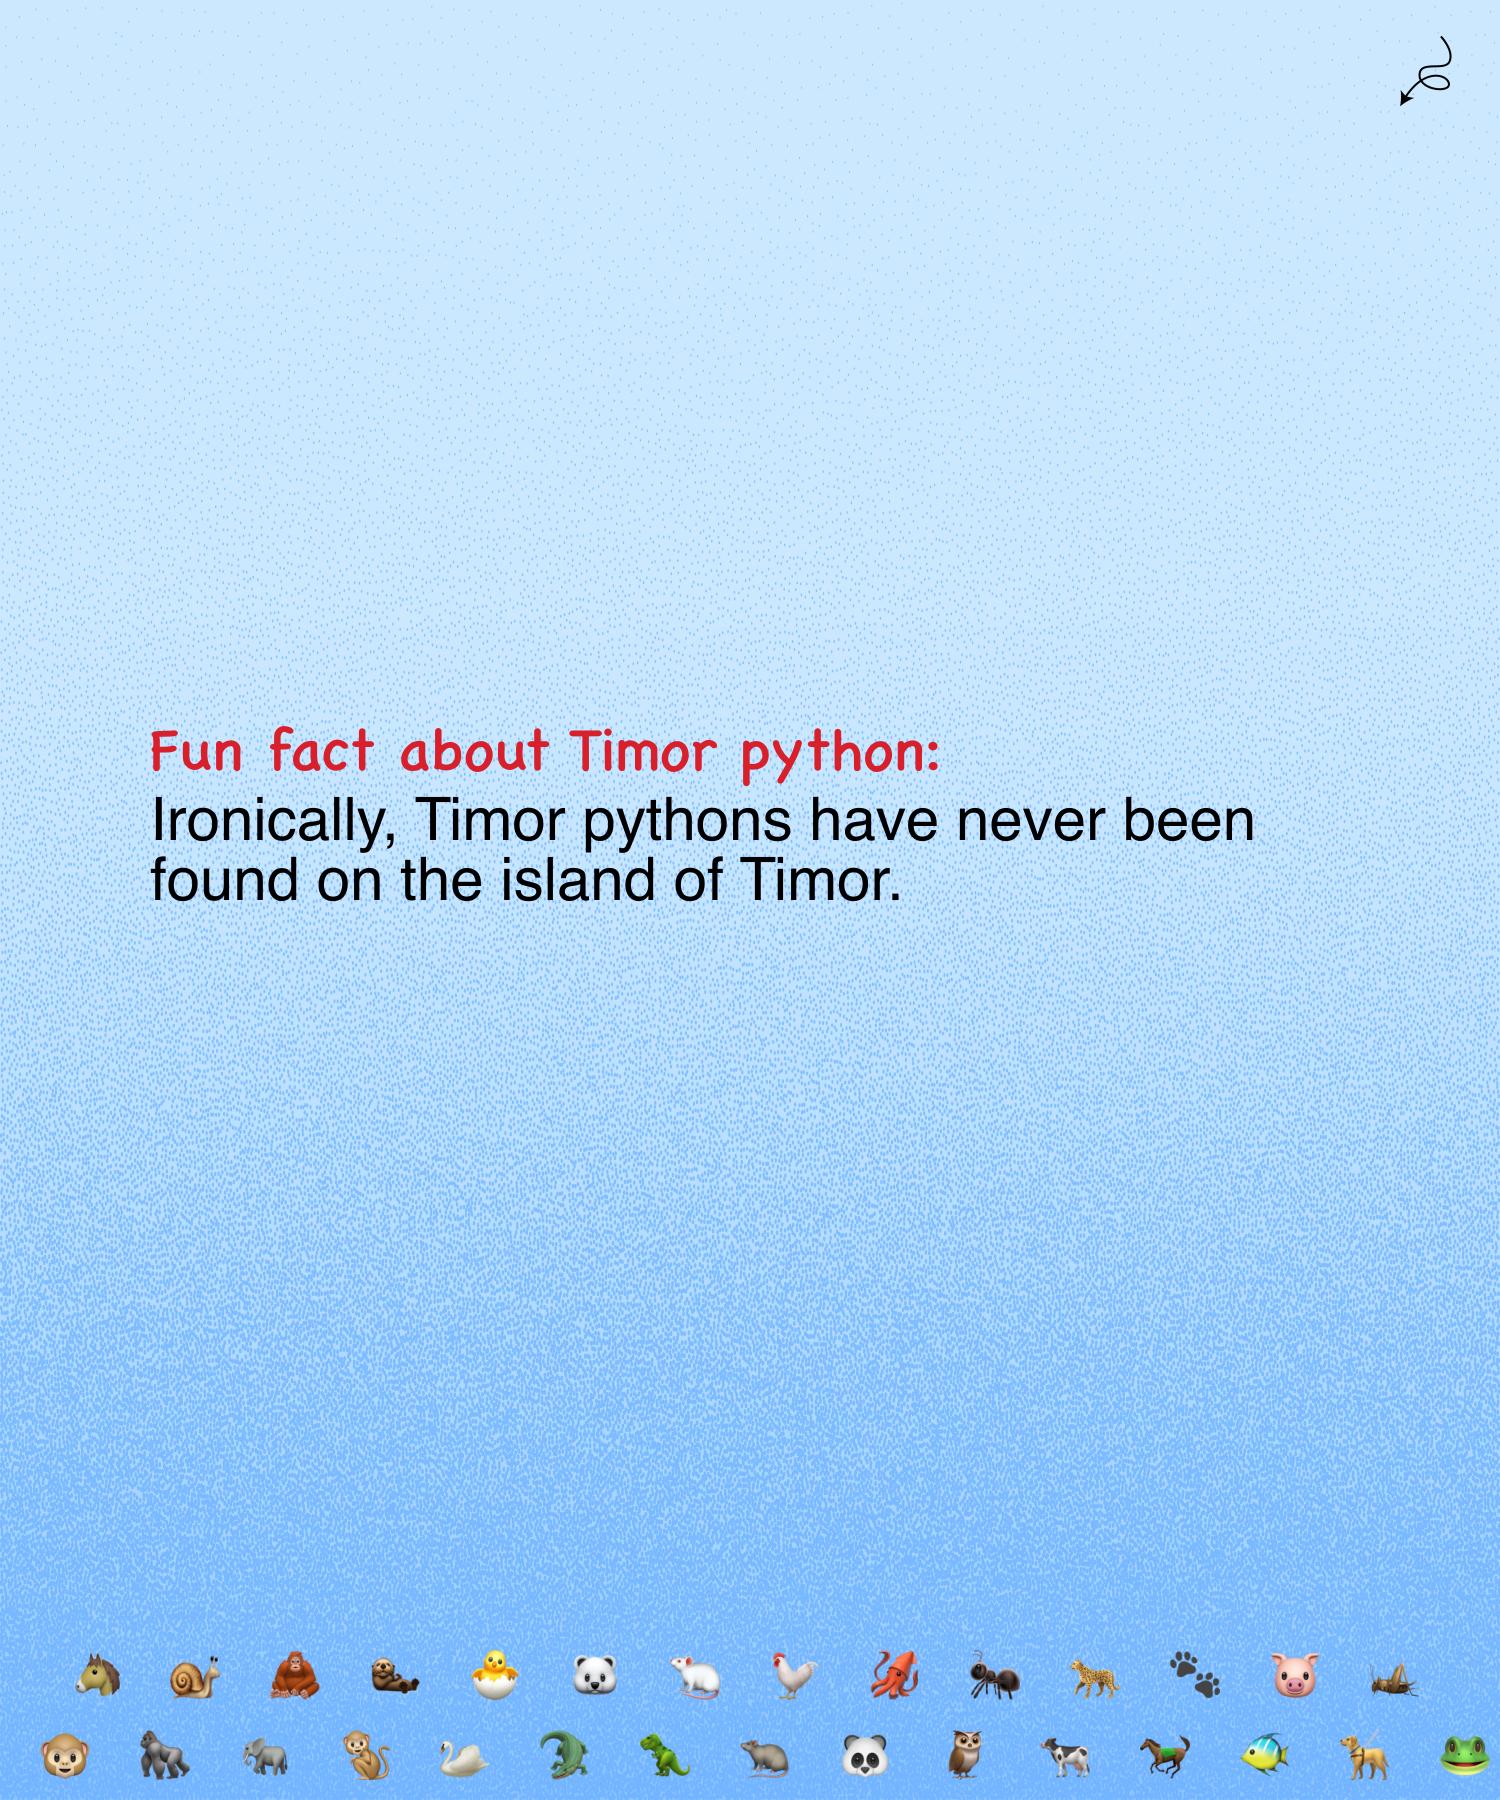 Fun fact about Timor python:
Ironically, Timor pythons have never been
found on the island of Timor.